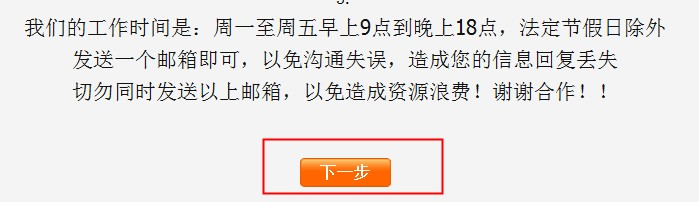 我们的工作时间是：周一至周五早上9点到晚上18点，法定节假日除外
发送一个邮箱即可，以免沟通失误，造成您的信息回复丢失
切勿同时发送以上邮箱，以免造成资源浪费！谢谢合作！！
下一步